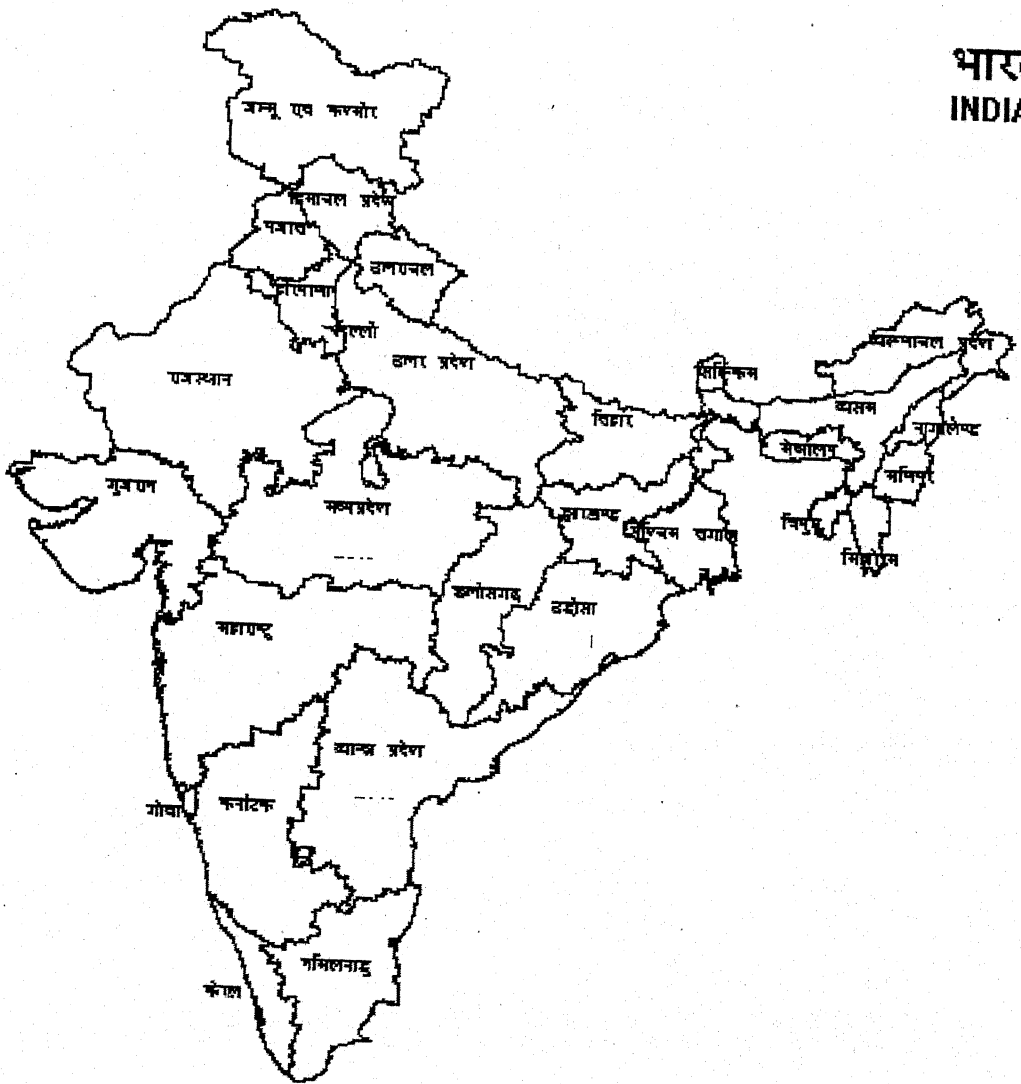 भारत
INDIA
जम्मू एव कश्मीर
हिमाचल प्रदेश
पंजाब
उत्तरांचल
हरियाणा
दिल्ली
उत्तर प्रदेश
राजस्थान
सिक्किम
अरूणाचल प्रदेश
असम
बिहार
नागालैण्ड
मेघालय
मणिपुर
गुजरात
मध्यप्रदेश
झारखण्ड
पश्चिम बंगाल
त्रिपुरा
मिजोरम
छत्तीसगढ़
उड़ीसा
महाराष्ट्र
आन्ध्र प्रदेश
गोवा
कर्नाटक
तमिलनाडु
केरल